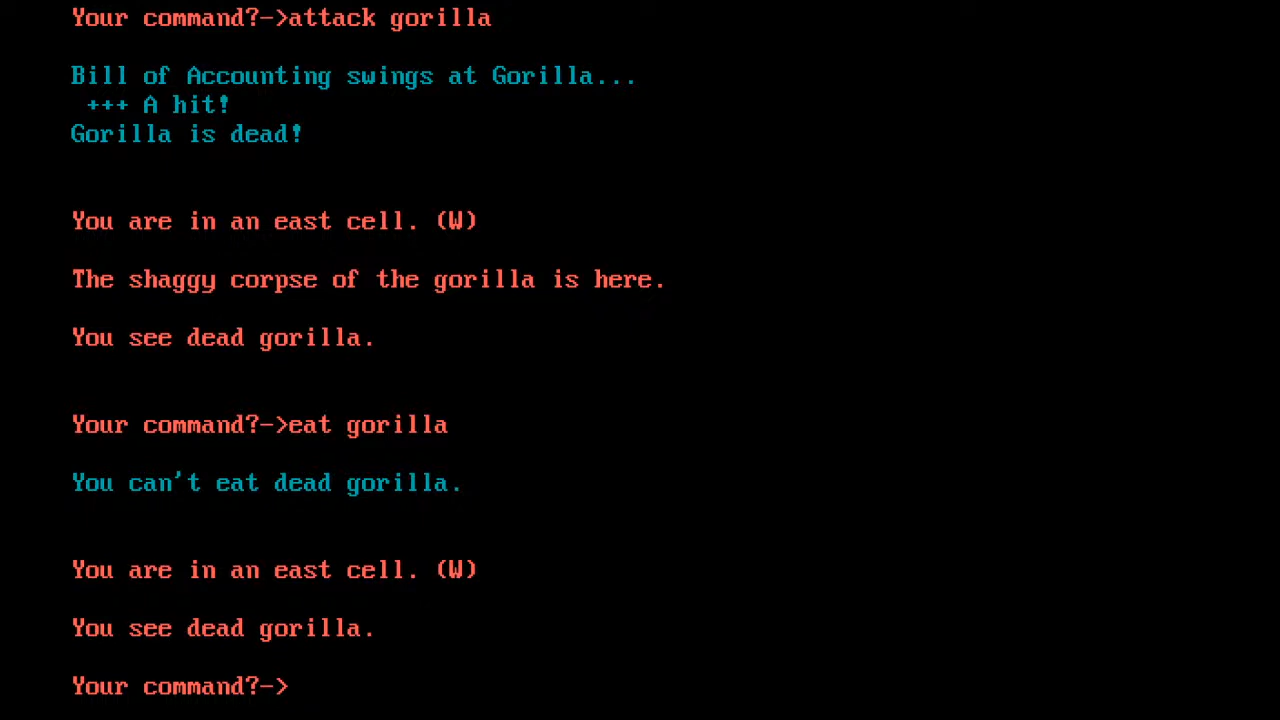 Your command?->attack gorilla
Bill of Accounting swings at Gorilla...
+++ A hit!
Gorilla is dead!
You are in an east cell. (W)
The shaggy corpse of the gorilla is here.
You see dead gorilla.
Your command?->eat gorilla
You can't eat dead gorilla.
You are in an east cell. (W)
You see dead gorilla.
Your command?->